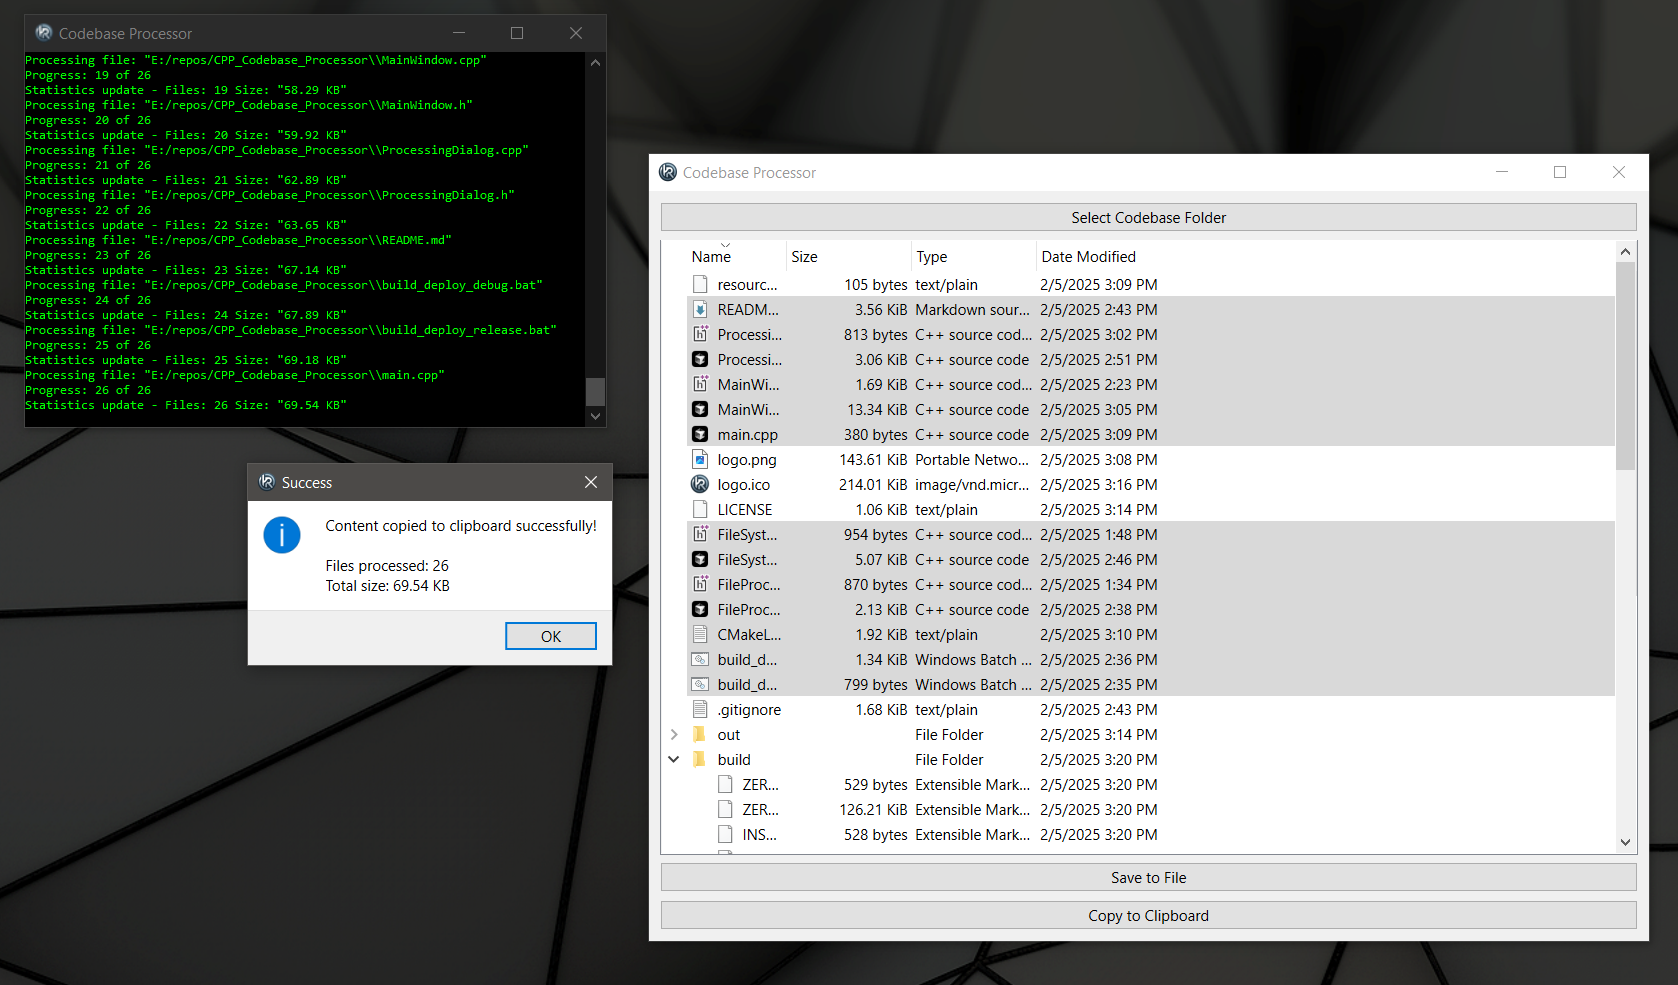 Codebase Processor
Processing file: "E:/repos/CPP_Codebase_Processor\\MainWindow.cpp"
Progress: 19 of 26
Statistics update - Files: 19 Size: "58.29 KB"
Processing file: "E:/repos/CPP_Codebase_Processor\\MainWindow.h"
Progress: 20 of 26
Statistics update - Files: 20 Size: "59.92 KB"
Processing file: "E:/repos/CPP_Codebase_Processor\\ProcessingDialog.cpp"
Progress: 21 of 26
Statistics update - Files: 21 Size: "62.89 KB"
Processing file: "E:/repos/CPP_Codebase_Processor\\ProcessingDialog.h"
Progress: 22 of 26
Statistics update - Files: 22 Size: "63.65 KB"
Processing file: "E:/repos/CPP_Codebase_Processor\\README.md"
Progress: 23 of 26
Statistics update - Files: 23 Size: "67.14 KB"
Processing file: "E:/repos/CPP_Codebase_Processor\\build_deploy_debug.bat"
Progress: 24 of 26
Statistics update - Files: 24 Size: "67.89 KB"
Processing file: "E:/repos/CPP_Codebase_Processor\\build_deploy_release.bat"
Progress: 25 of 26
Statistics update - Files: 25 Size: "69.18 KB"
Processing file: "E:/repos/CPP_Codebase_Processor\\main.cpp"
Progress: 26 of 26
Statistics update - Files: 26 Size: "69.54 KB"
Success
Content copied to clipboard successfully!
Files processed: 26
Total size: 69.54 KB
OK
Codebase Processor
Select Codebase Folder
Name Size Type Date Modified
resourc... 105 bytes text/plain 2/5/2025 3:09 PM
READM... 3.56 KiB Markdown sour... 2/5/2025 2:43 PM
Processi... 813 bytes C++ source cod... 2/5/2025 3:02 PM
Processi... 3.06 KiB C++ source code 2/5/2025 2:51 PM
MainWi... 1.69 KiB C++ source cod... 2/5/2025 2:23 PM
MainWi... 13.34 KiB C++ source code 2/5/2025 3:05 PM
main.cpp 380 bytes C++ source code 2/5/2025 3:09 PM
logo.png 143.61 KiB Portable Netwo... 2/5/2025 3:08 PM
logo.ico 214.01 KiB image/vnd.micr... 2/5/2025 3:16 PM
LICENSE 1.06 KiB text/plain 2/5/2025 3:14 PM
FileSyst... 954 bytes C++ source cod... 2/5/2025 1:48 PM
FileSyst... 5.07 KiB C++ source code 2/5/2025 2:46 PM
FileProc... 870 bytes C++ source cod... 2/5/2025 1:34 PM
FileProc... 2.13 KiB C++ source code 2/5/2025 2:38 PM
CMakeL... 1.92 KiB text/plain 2/5/2025 3:10 PM
build_d... 1.34 KiB Windows Batch ... 2/5/2025 2:36 PM
build_d... 799 bytes Windows Batch ... 2/5/2025 2:35 PM
.gitignore 1.68 KiB text/plain 2/5/2025 2:43 PM
out File Folder 2/5/2025 3:14 PM
build File Folder 2/5/2025 3:20 PM
ZER... 529 bytes Extensible Mark... 2/5/2025 3:20 PM
ZER... 126.21 KiB Extensible Mark... 2/5/2025 3:20 PM
INS... 528 bytes Extensible Mark... 2/5/2025 3:20 PM
Save to File
Copy to Clipboard